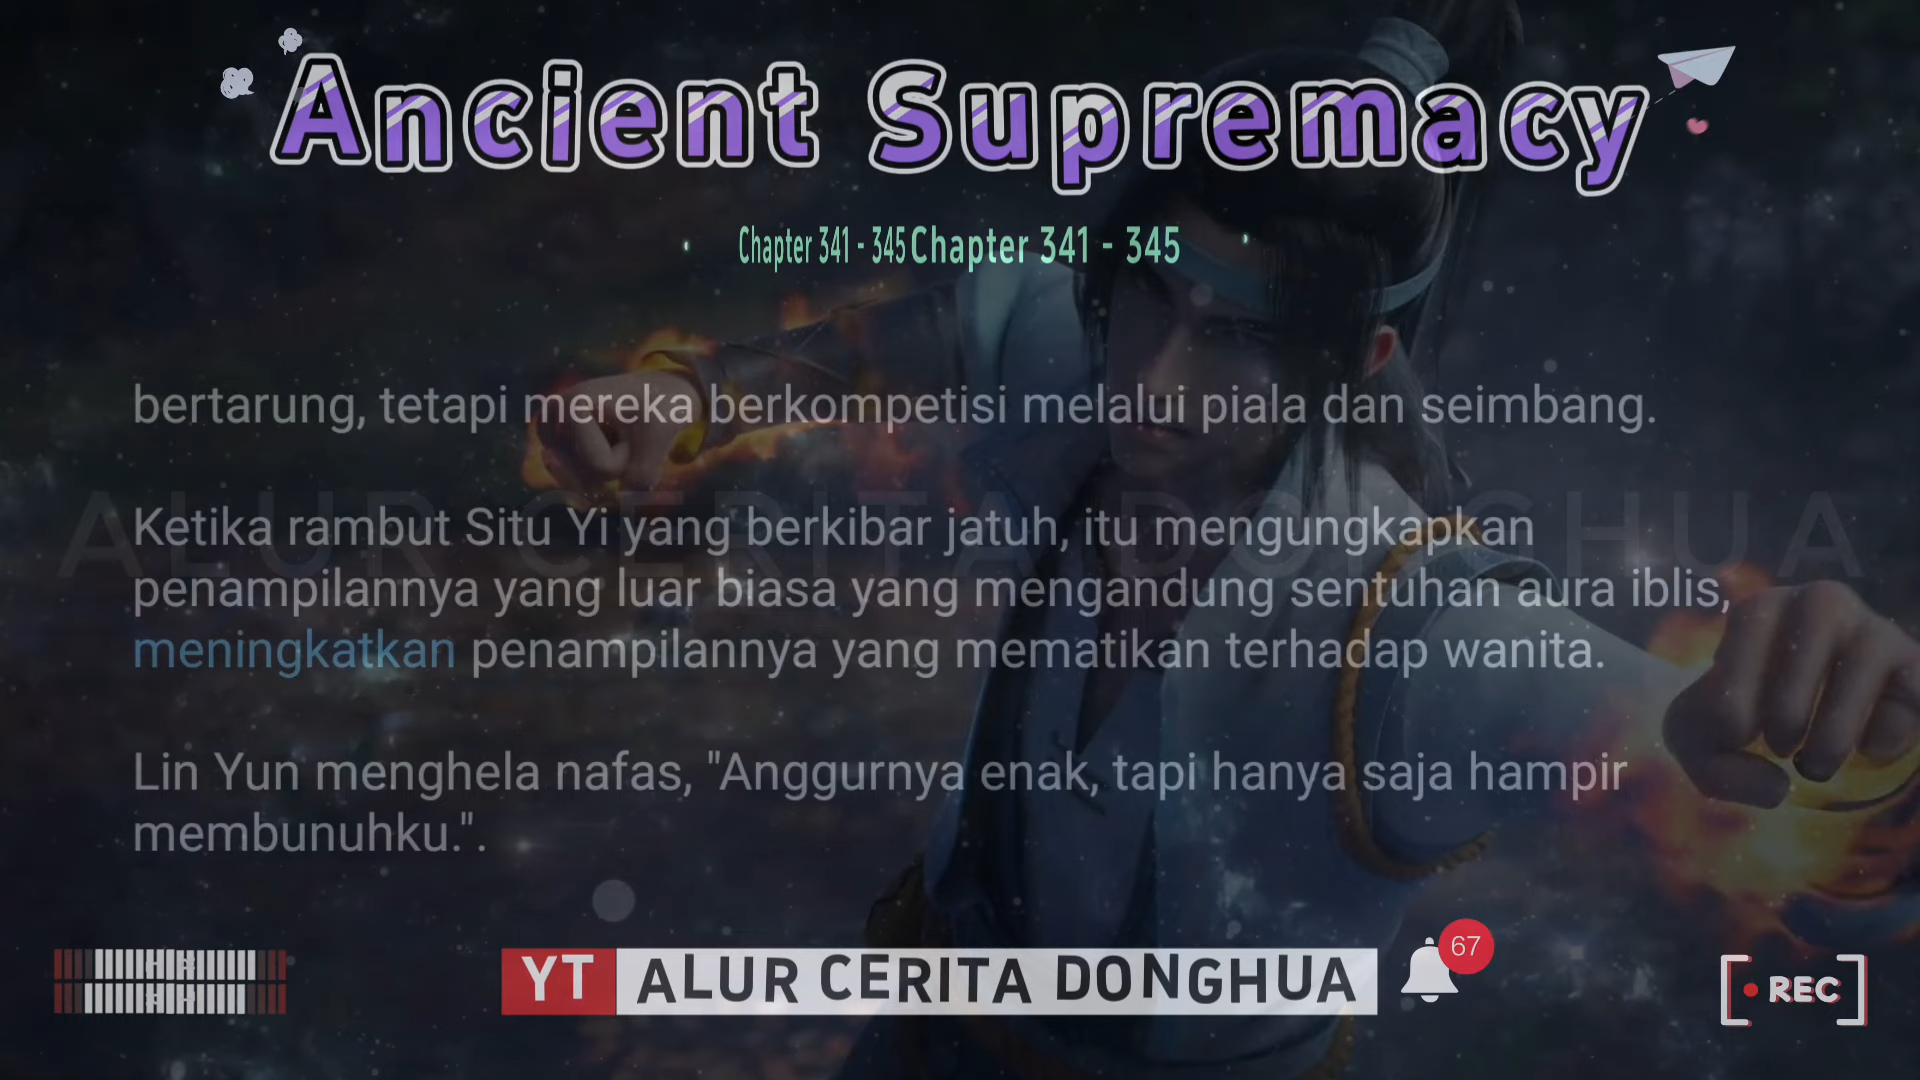 Ancient Supremacy
Chapter 341 - 345 Chapter 341 - 345
bertarung, tetapi mereka berkompetisi melalui piala dan seimbang.
ALUR CERITA DONGHUA
Ketika rambut Situ Yi yang berkibar jatuh, itu mengungkapkan
penampilannya yang luar biasa yang mengandung sentuhan aura iblis,
meningkatkan penampilannya yang mematikan terhadap wanita.
Lin Yun menghela nafas, "Anggurnya enak, tapi hanya saja hampir
membunuhku.".
YT ALUR CERITA DONGHUA
67
REC